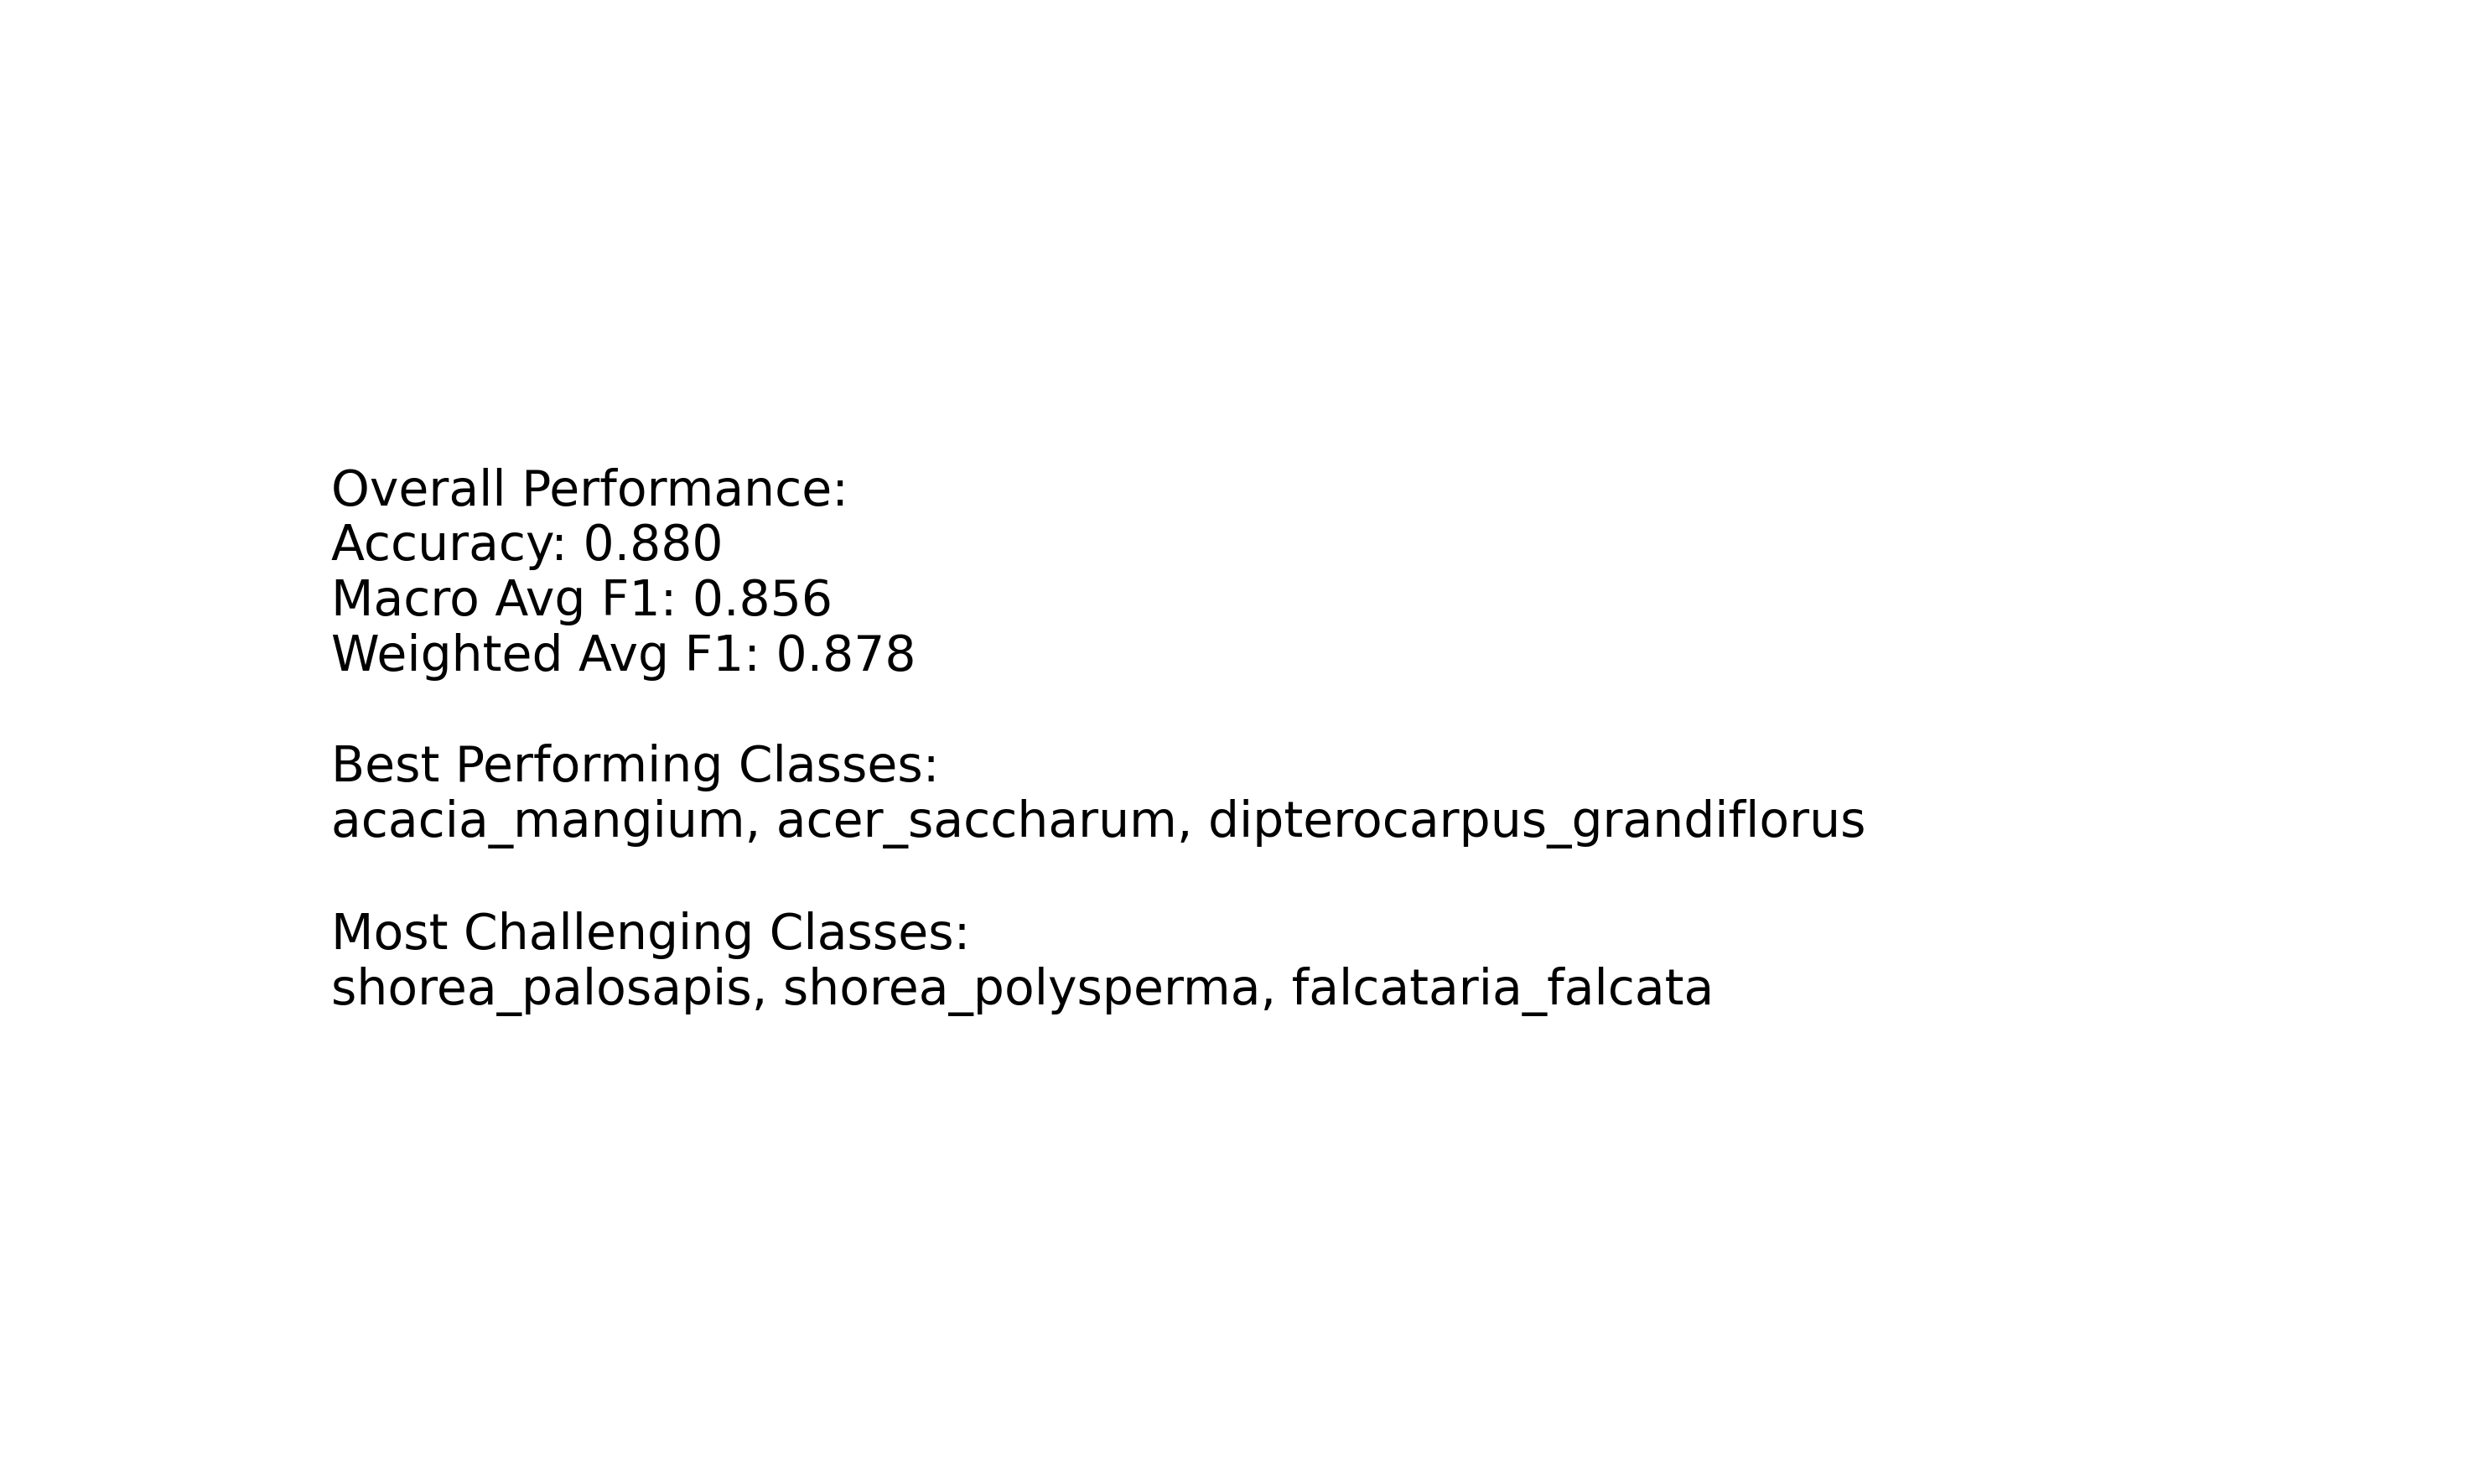 Overall Performance:
Accuracy: 0.880
Macro Avg F1: 0.856
Weighted Avg F1: 0.878
Best Performing Classes:
acacia_mangium, acer_saccharum, dipterocarpus_grandiflorus
Most Challenging Classes:
shorea_palosapis, shorea_polysperma, falcataria_falcata